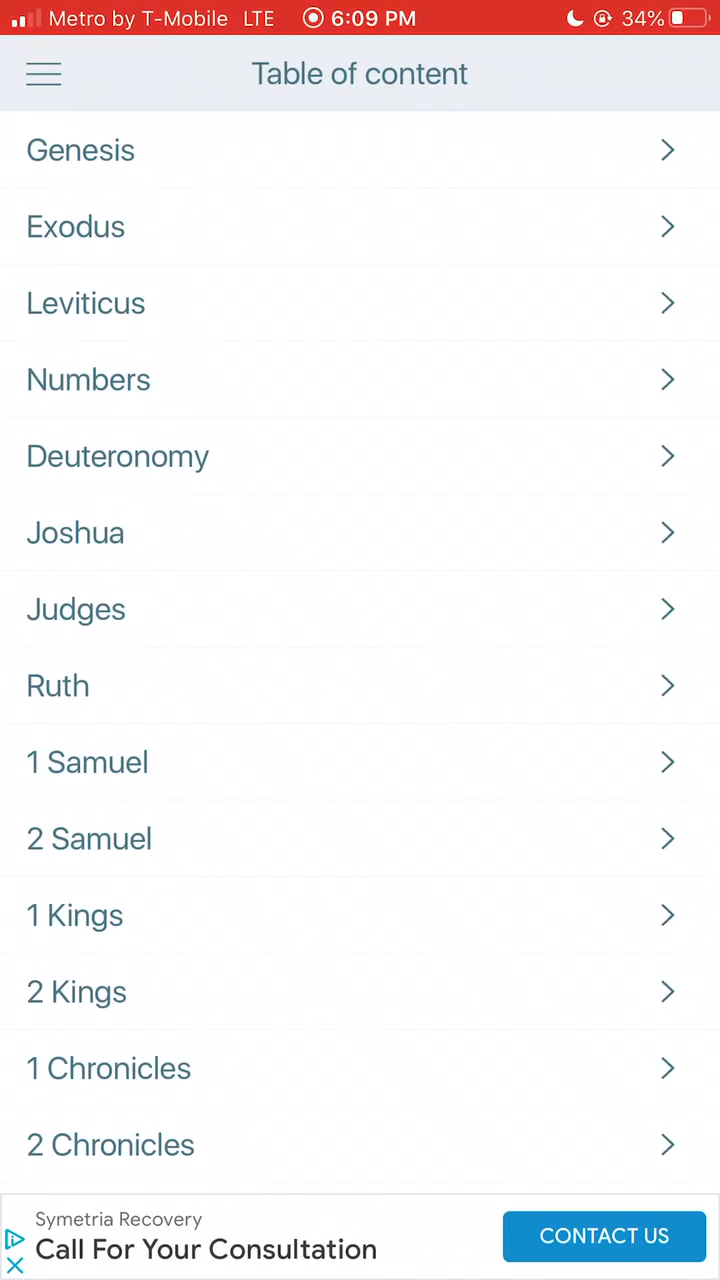 Metro by T-Mobile LTE 6:09 PM 34%
Table of content
Genesis
Exodus
Leviticus
Numbers
Deuteronomy
Joshua
Judges
Ruth
1 Samuel
2 Samuel
1 Kings
2 Kings
1 Chronicles
2 Chronicles
Symetria Recovery
Call For Your Consultation
CONTACT US